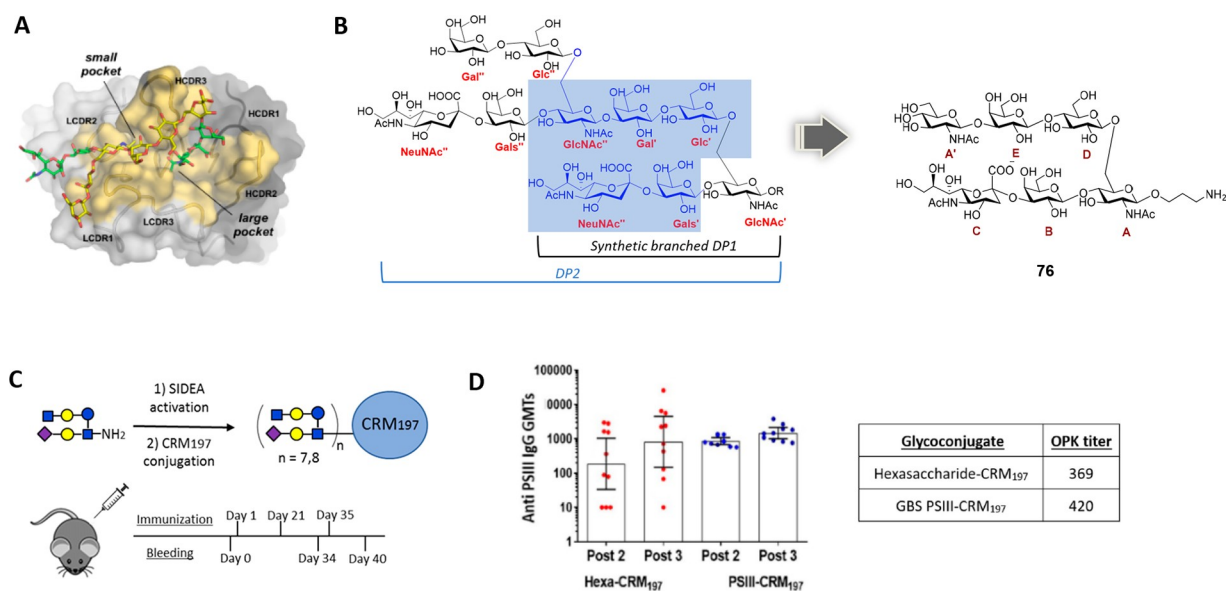 A
small
pocket
HCDR3
LCDR2
HCDR1
HCDR2
LCDR3
LCDR1
large
pocket
B
Gal"
Glc"
NeuNAc"
Gals"
GlcNAc"
Gal'
Glc'
NeuNAc"
Gals'
GlcNAc'
Synthetic branched DP1
DP2
A'
E
D
C
B
A
76
C
1) SIDEA
activation
2) CRM197
conjugation
NH2
n
n = 7,8
CRM197
Immunization
Day 1
Day 21
Day 35
Bleeding
Day 0
Day 34
Day 40
D
Anti PSIII IgG GMTs
100000
10000
1000
100
10
1
Post 2
Post 3
Post 2
Post 3
Hexa-CRM197
PSIII-CRM197
Glycoconjugate
OPK titer
Hexasaccharide-CRM197
369
GBS PSIII-CRM197
420